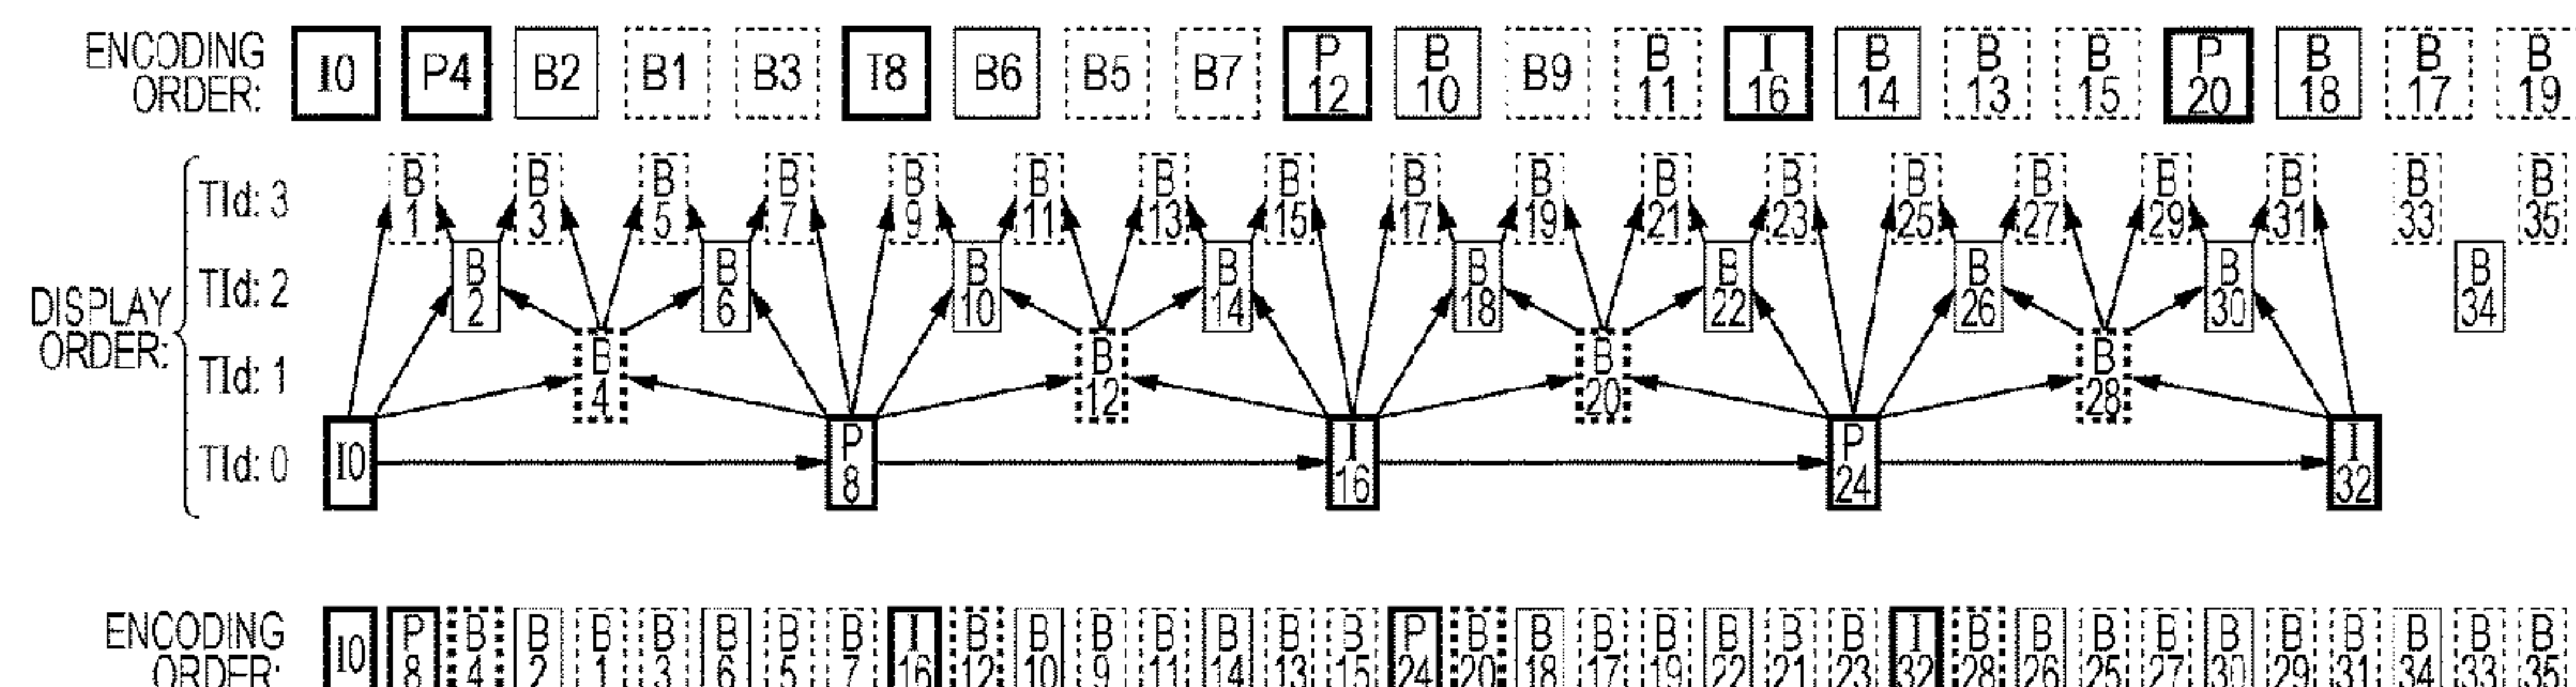 ENCODING ORDER: I0 P4 B2 B1 B3 I8 B6 B5 B7 P 12 B 10 B9 B 11 I 16 B 14 B 13 B 15 P 20 B 18 B 17 B 19
DISPLAY ORDER:
TId: 3 B 1 B 3 B 5 B 7 B 9 B 11 B 13 B 15 B 17 B 19 B 21 B 23 B 25 B 27 B 29 B 31 B 33 B 35
TId: 2 B 2 B 6 B 10 B 14 B 18 B 22 B 26 B 30 B 34
TId: 1 B 4 B 12 B 20 B 28
TId: 0 I0 P 8 I 16 P 24 I 32
ENCODING ORDER: I0 P 8 B 4 B 2 B 1 B 3 B 6 B 5 B 7 I 16 B 12 B 10 B 9 B 11 B 14 B 13 B 15 P 24 B 20 B 18 B 17 B 19 B 22 B 21 B 23 I 32 B 28 B 26 B 25 B 27 B 30 B 29 B 31 B 34 B 33 B 35